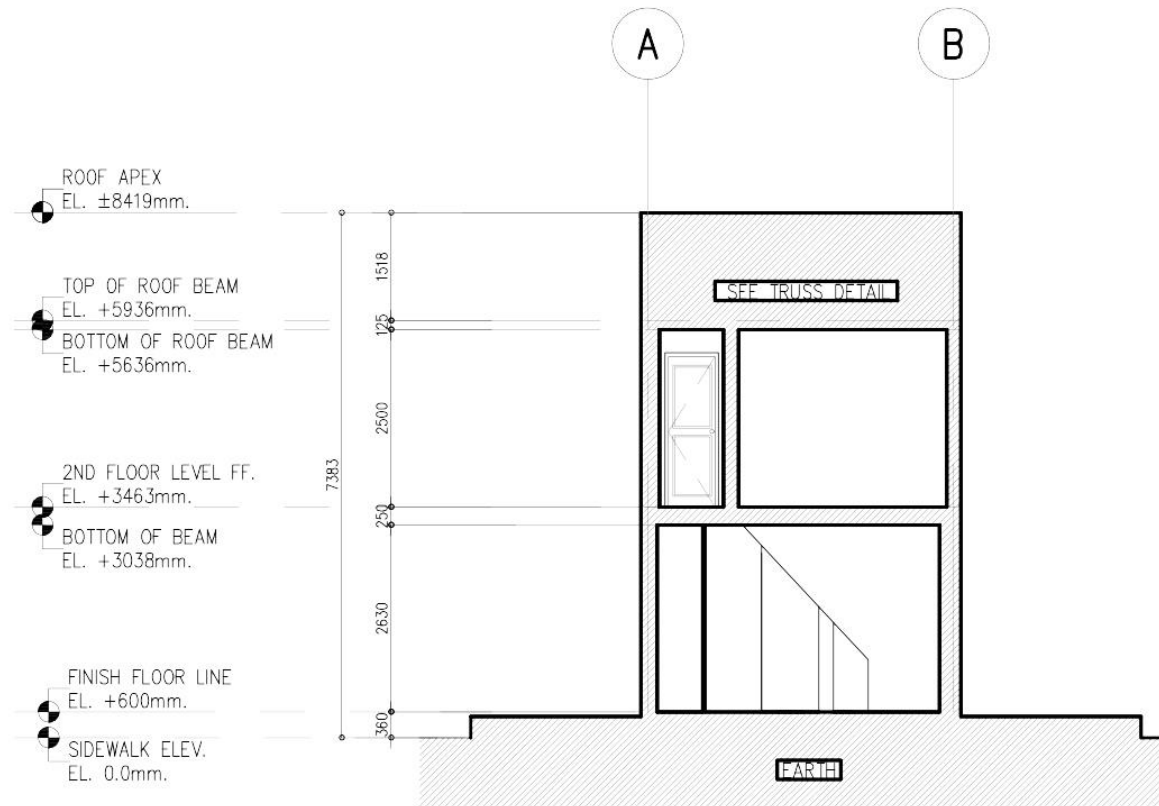 A
B
ROOF APEX
EL. ±8419mm.
1518
TOP OF ROOF BEAM
EL. +5936mm.
SEE TRUSS DETAIL
125
BOTTOM OF ROOF BEAM
EL. +5636mm.
2500
7383
2ND FLOOR LEVEL FF.
EL. +3463mm.
250
BOTTOM OF BEAM
EL. +3038mm.
2630
FINISH FLOOR LINE
EL. +600mm.
360
SIDEWALK ELEV.
EL. 0.0mm.
EARTH